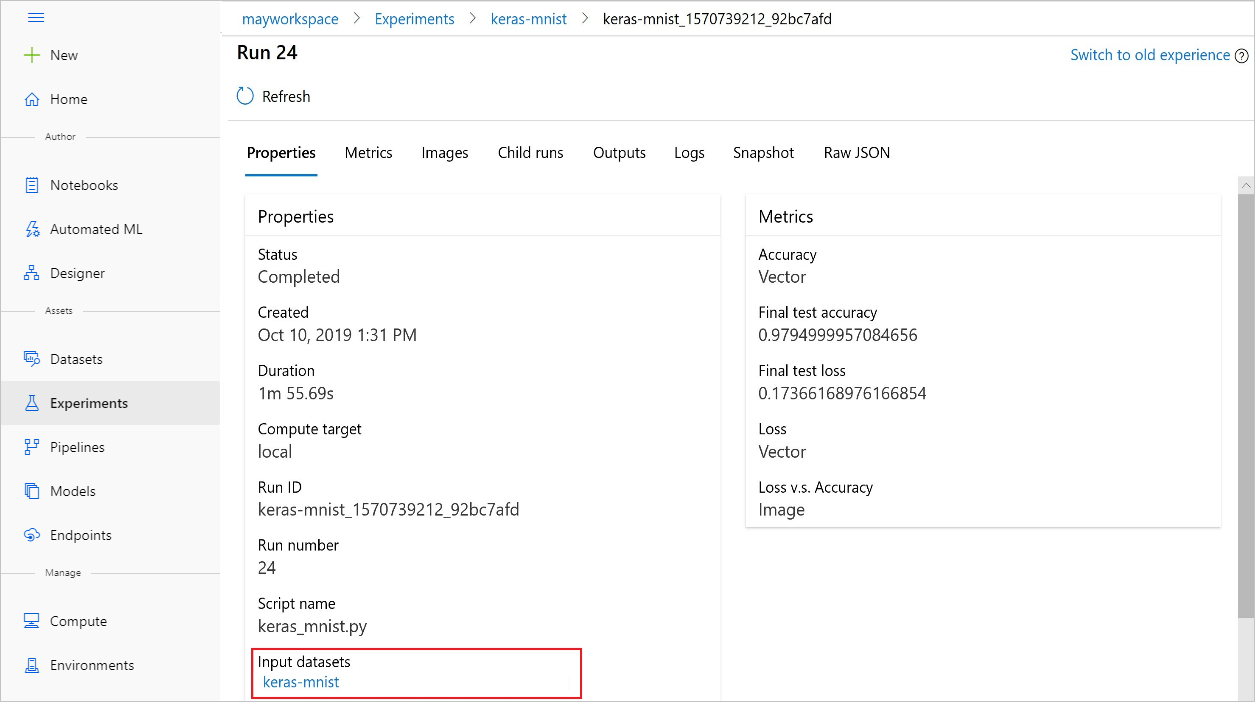 mayworkspace > Experiments > keras-mnist > keras-mnist_1570739212_92bc7afd
New
Home
Author
Notebooks
Automated ML
Designer
Assets
Datasets
Experiments
Pipelines
Models
Endpoints
Manage
Compute
Environments
Run 24
Switch to old experience ?
Refresh
Properties Metrics Images Child runs Outputs Logs Snapshot Raw JSON
Properties
Status
Completed
Created
Oct 10, 2019 1:31 PM
Duration
1m 55.69s
Compute target
local
Run ID
keras-mnist_1570739212_92bc7afd
Run number
24
Script name
keras_mnist.py
Input datasets
keras-mnist
Metrics
Accuracy
Vector
Final test accuracy
0.9794999957084656
Final test loss
0.17366168976166854
Loss
Vector
Loss v.s. Accuracy
Image